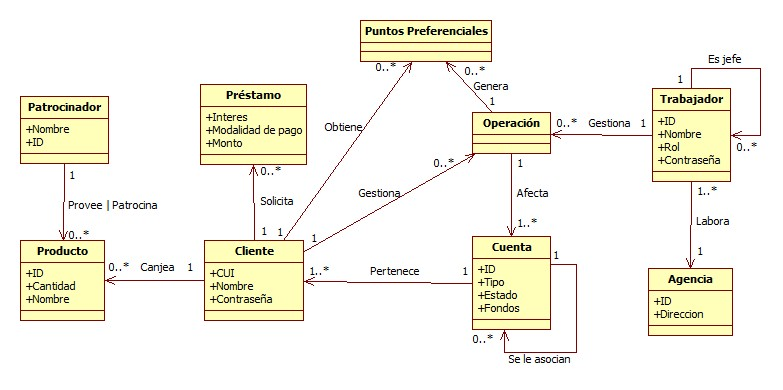 Puntos Preferenciales
0..*
0..*
Es jefe
1
Patrocinador
+Nombre
+ID
Préstamo
+Interes
+Modalidad de pago
+Monto
Genera
1
Trabajador
+ID
+Nombre
+Rol
+Contraseña
Obtiene
Operación
0..*
Gestiona
1
0..*
1
0..*
0..*
1
1..*
Provee | Patrocina
Solicita
Gestiona
Afecta
Labora
0..*
1
1
1
1..*
1
Producto
+ID
+Cantidad
+Nombre
0..*
Canjea
1
Cliente
+CUI
+Nombre
+Contraseña
1..*
Pertenece
1
Cuenta
+ID
+Tipo
+Estado
+Fondos
1
Agencia
+ID
+Direccion
0..*
Se le asocian